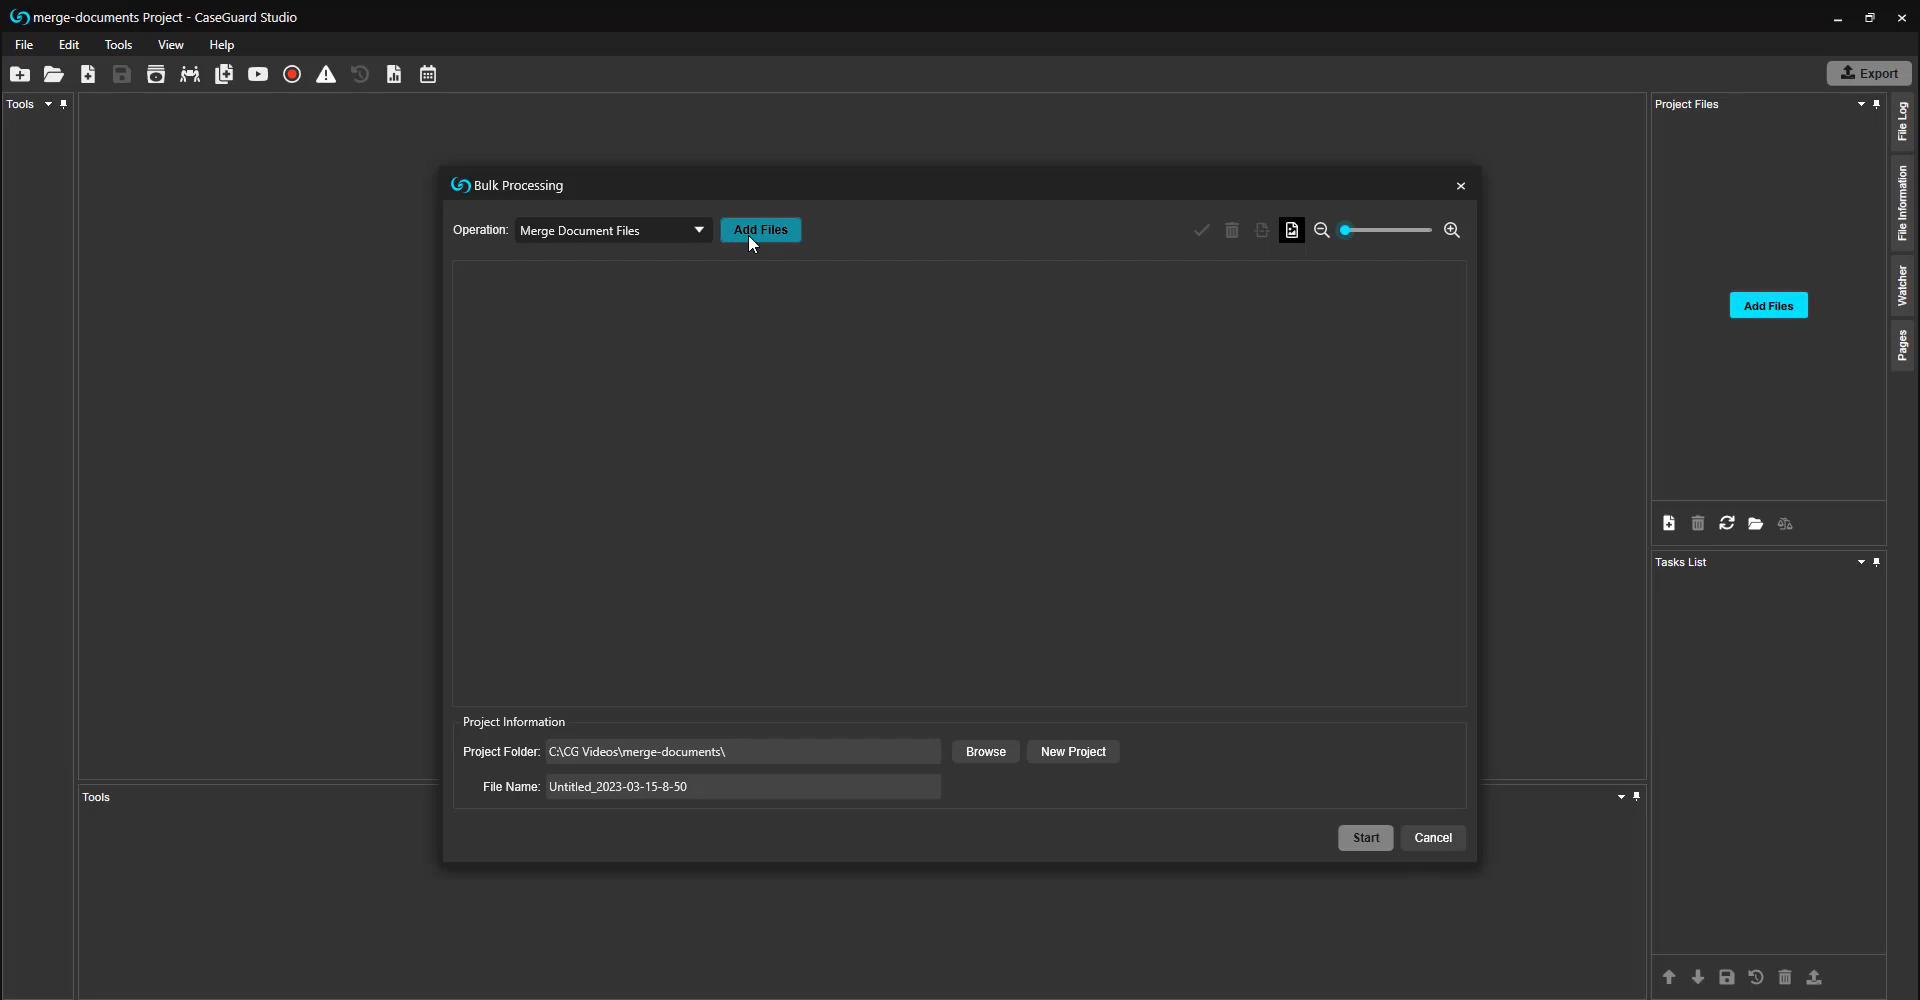 merge-documents Project - CaseGuard Studio
File Edit Tools View Help
Export
Tools
Project Files
File Log
File Information
Watcher
Pages
Bulk Processing
Operation: Merge Document Files Add Files
Add Files
Project Information
Project Folder: C:\CG Videos\merge-documents\ Browse New Project
File Name: Untitled_2023-03-15-8-50
Start Cancel
Tasks List
Tools